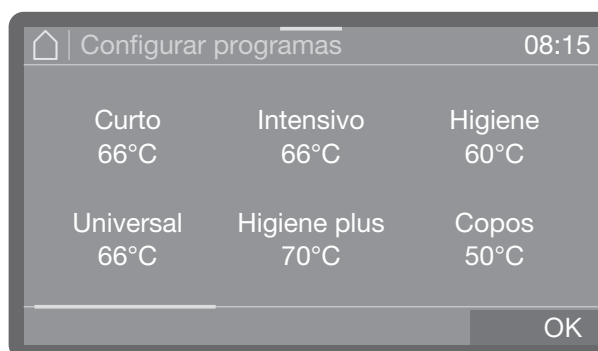 Configurar programas 08:15
Curto Intensivo Higiene
66°C 66°C 60°C
Universal Higiene plus Copos
66°C 70°C 50°C
OK